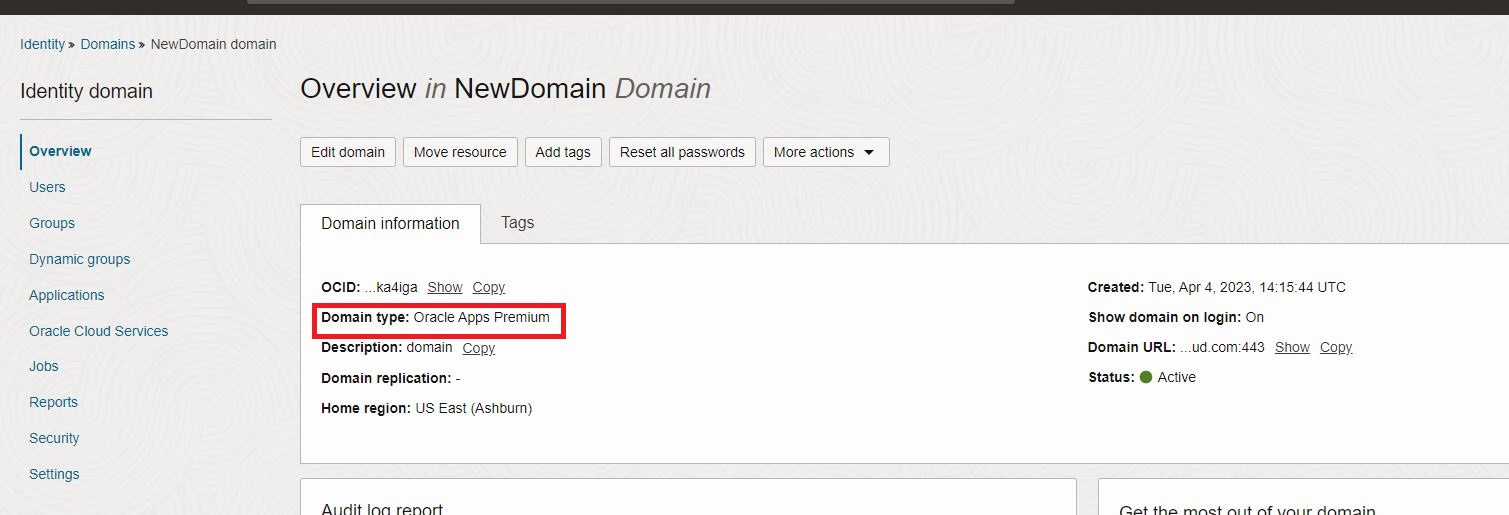 Identity » Domains » NewDomain domain
Identity domain
Overview
Users
Groups
Dynamic groups
Applications
Oracle Cloud Services
Jobs
Reports
Security
Settings
Overview in NewDomain Domain
Edit domain Move resource Add tags Reset all passwords More actions
Domain information Tags
OCID: ...ka4iga Show Copy
Domain type: Oracle Apps Premium
Description: domain Copy
Domain replication: -
Home region: US East (Ashburn)
Created: Tue, Apr 4, 2023, 14:15:44 UTC
Show domain on login: On
Domain URL: ...ud.com:443 Show Copy
Status: Active
Audit log report
Get the most out of your domain